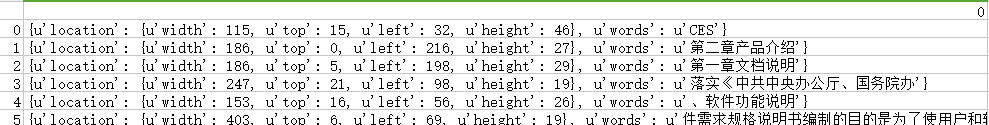 0
0 {u'location': {u'width': 115, u'top': 15, u'left': 32, u'height': 46}, u'words': u'CES'}
1 {u'location': {u'width': 186, u'top': 0, u'left': 216, u'height': 27}, u'words': u'第二章产品介绍'}
2 {u'location': {u'width': 186, u'top': 5, u'left': 198, u'height': 29}, u'words': u'第一章文档说明'}
3 {u'location': {u'width': 247, u'top': 21, u'left': 98, u'height': 19}, u'words': u'落实《中共中央办公厅、国务院办'}
4 {u'location': {u'width': 153, u'top': 16, u'left': 56, u'height': 26}, u'words': u'、软件功能说明'}
5 {u'location': {u'width': 403, u'top': 6, u'left': 69, u'height': 19}, u'words': u'件需求规格说明书编制的目的是为了使用户和